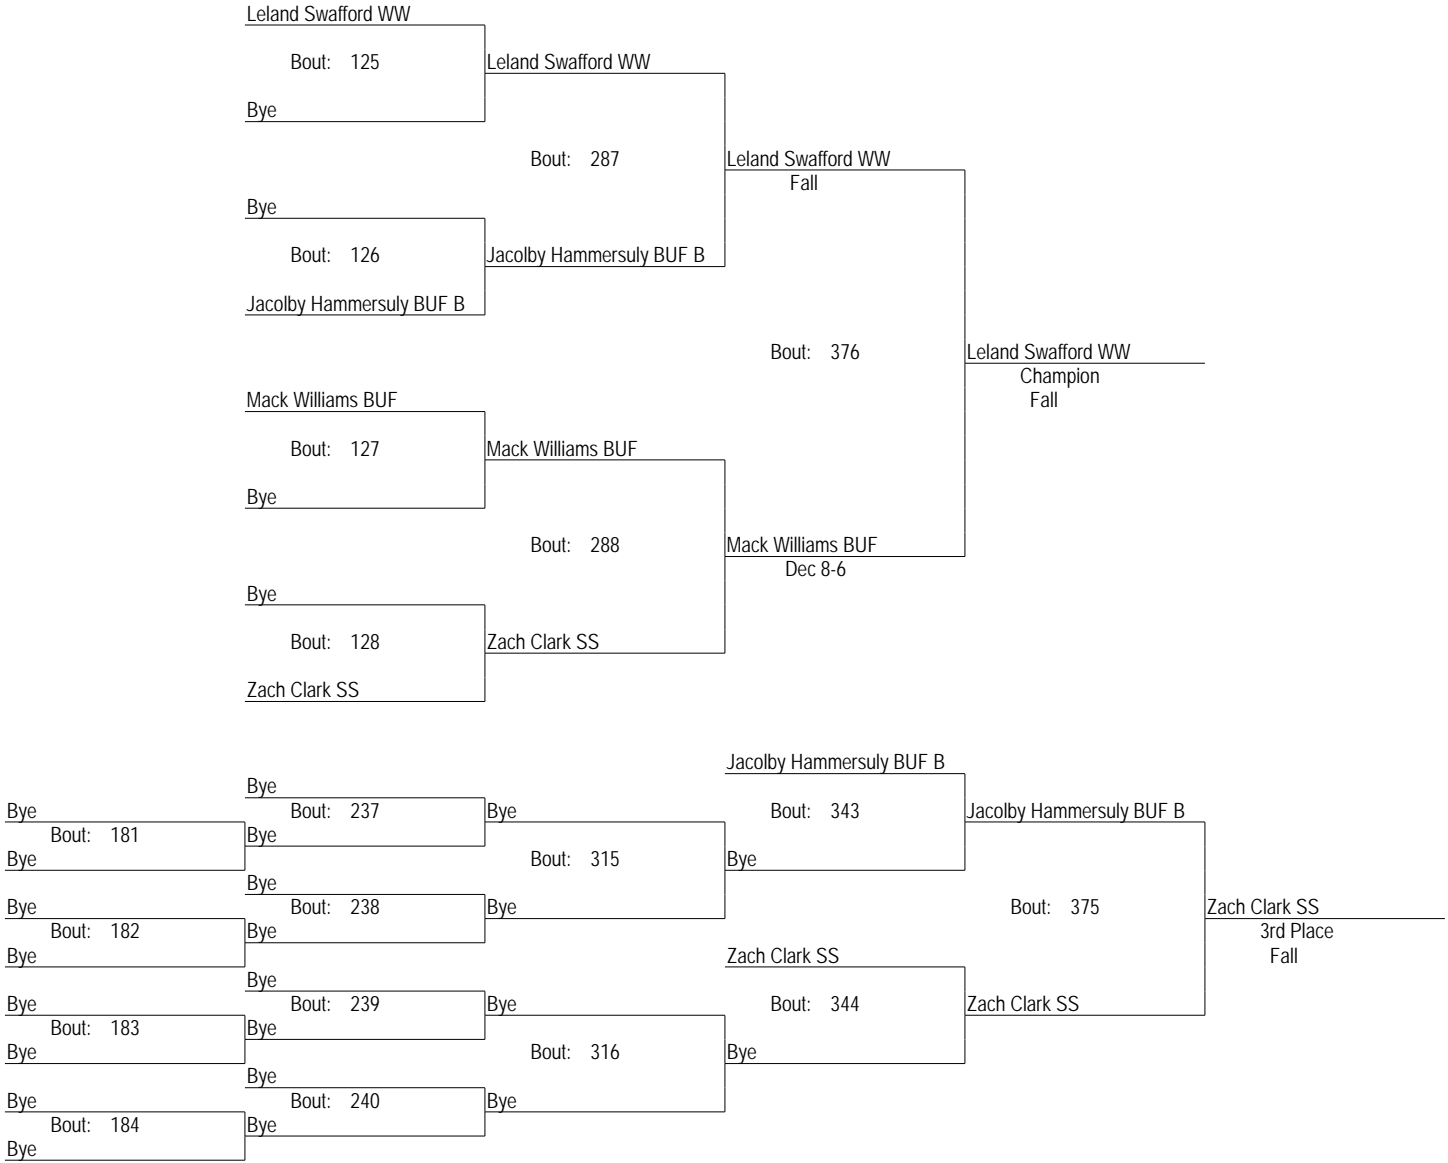 Leland Swafford WW
Bout: 125
Leland Swafford WW
Bye
Bout: 287
Leland Swafford WW
Fall
Bye
Bout: 126
Jacolby Hammersuly BUF B
Jacolby Hammersuly BUF B
Bout: 376
Leland Swafford WW
Champion
Fall
Mack Williams BUF
Bout: 127
Mack Williams BUF
Bye
Bout: 288
Mack Williams BUF
Dec 8-6
Bye
Bout: 128
Zach Clark SS
Zach Clark SS
Jacolby Hammersuly BUF B
Bye
Bye
Bout: 237
Bye
Bout: 343
Jacolby Hammersuly BUF B
Bout: 181
Bye
Bye
Bout: 315
Bye
Bye
Bye
Bout: 238
Bye
Bout: 375
Zach Clark SS
Bout: 182
Bye
3rd Place
Bye
Zach Clark SS
Fall
Bye
Bye
Bout: 239
Bye
Bout: 344
Zach Clark SS
Bout: 183
Bye
Bye
Bout: 316
Bye
Bye
Bye
Bout: 240
Bye
Bout: 184
Bye
Bye